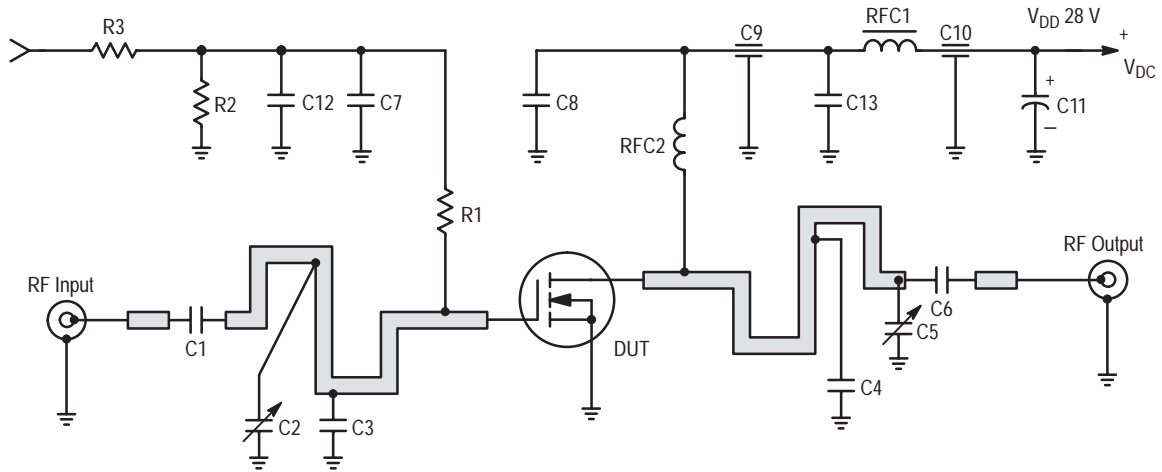 R3
R2
C12
C7
C8
C9
RFC1
C10
V_DD 28 V
+
V_DC
C13
+
C11
–
RFC2
R1
RF Input
C1
C2
C3
DUT
C4
C5
C6
RF Output